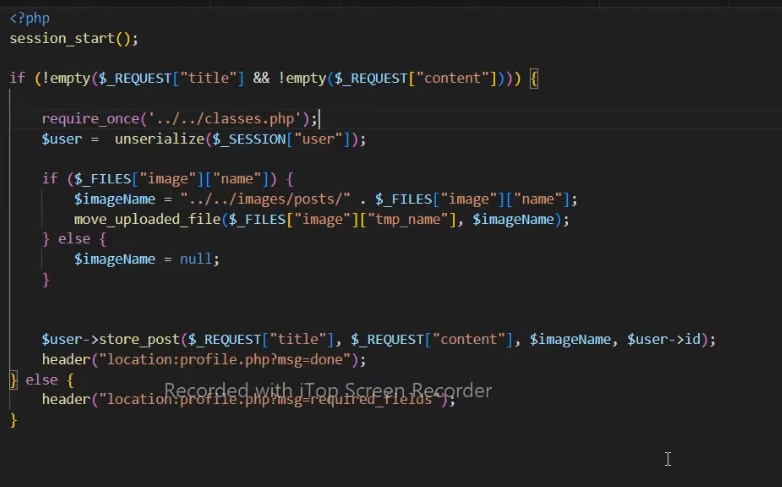 <?php
session_start();
if (!empty($_REQUEST["title"] && !empty($_REQUEST["content"]))) {
require_once('../../classes.php');
$user =  unserialize($_SESSION["user"]);
if ($_FILES["image"]["name"]) {
$imageName = "../../images/posts/" . $_FILES["image"]["name"];
move_uploaded_file($_FILES["image"]["tmp_name"], $imageName);
} else {
$imageName = null;
}
$user->store_post($_REQUEST["title"], $_REQUEST["content"], $imageName, $user->id);
header("location:profile.php?msg=done");
} else {
Recorded with iTop Screen Recorder
header("location:profile.php?msg=required_fields");
}